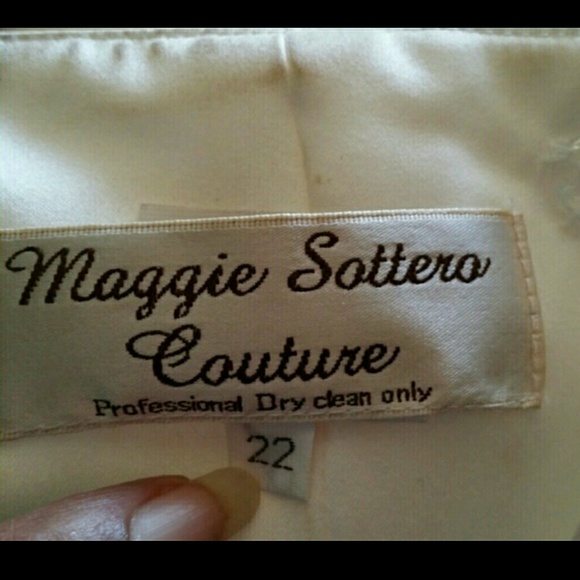 Maggie Sottero
Couture
Professional Dry clean only
22